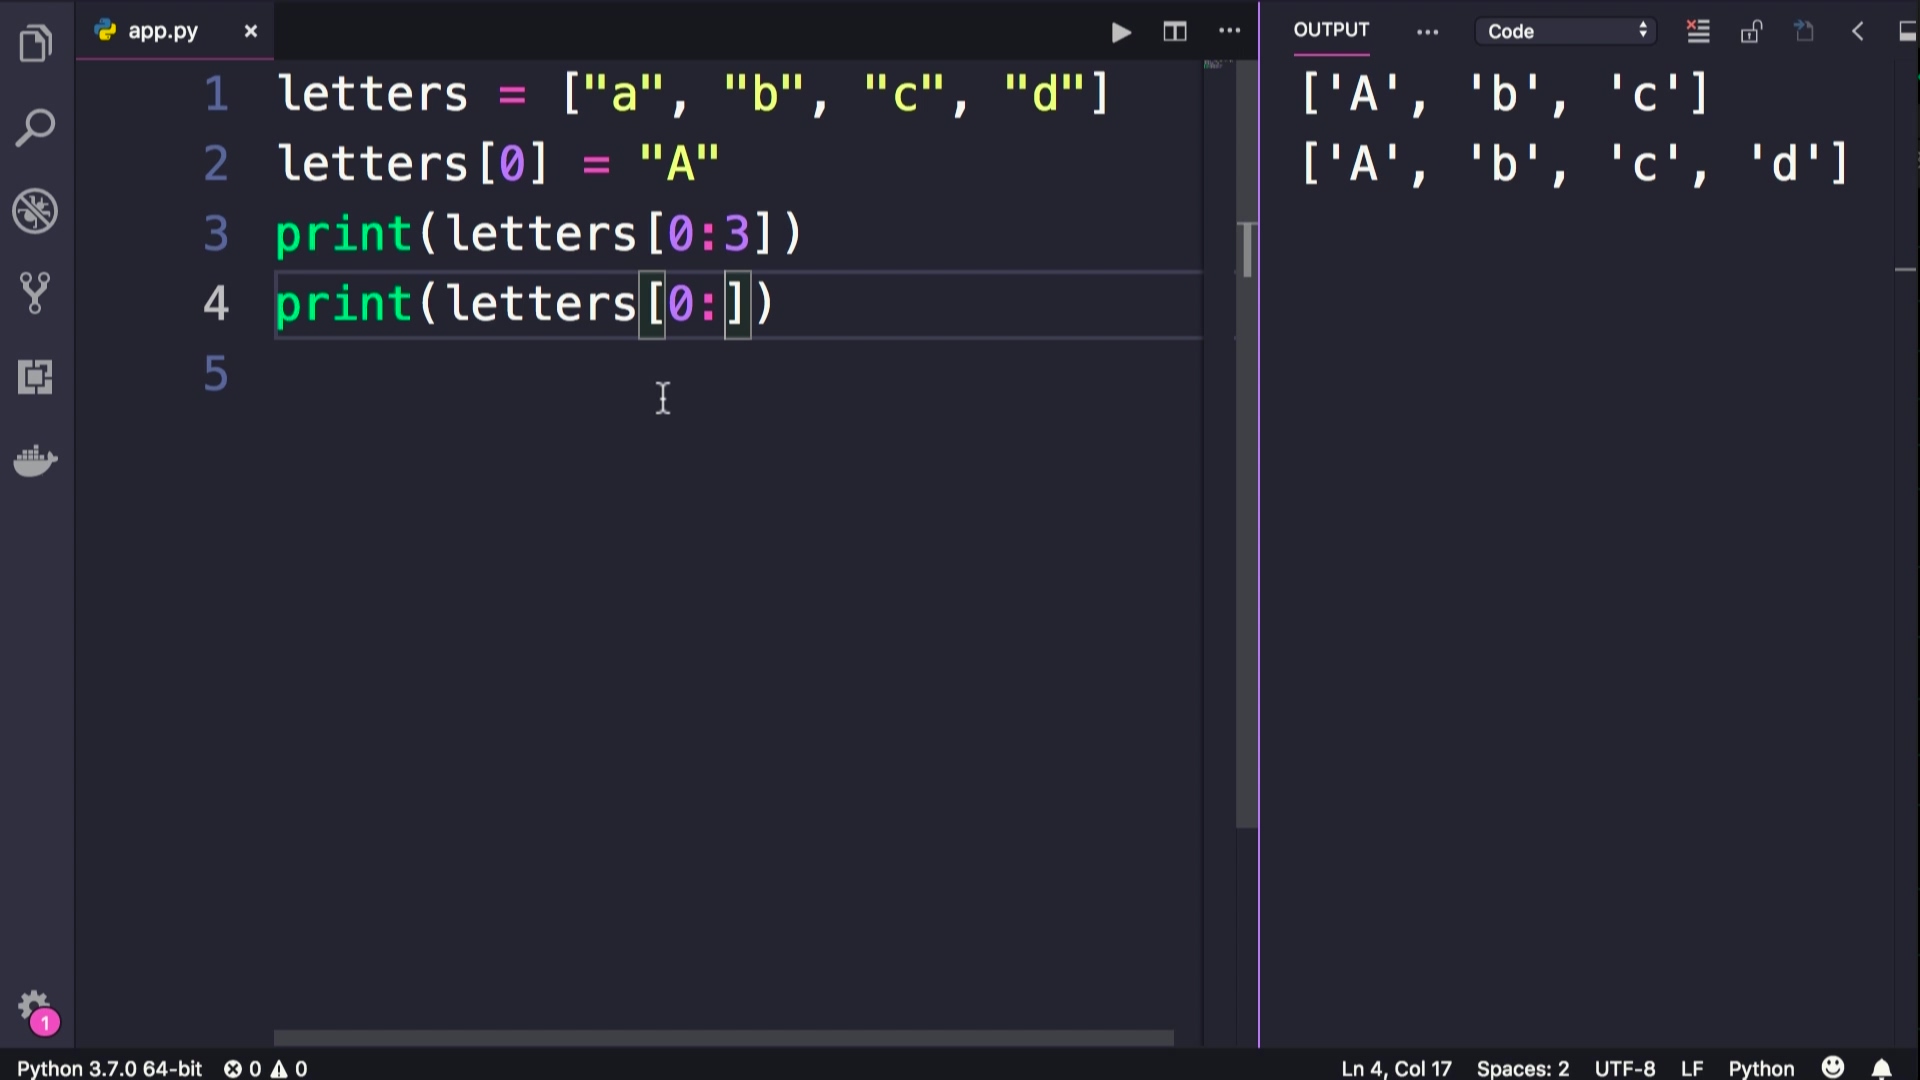 app.py
OUTPUT
Code
1 letters = ["a", "b", "c", "d"]
2 letters[0] = "A"
3 print(letters[0:3])
4 print(letters[0:])
5
['A', 'b', 'c']
['A', 'b', 'c', 'd']
1
Python 3.7.0 64-bit 0 0 Ln 4, Col 17 Spaces: 2 UTF-8 LF Python